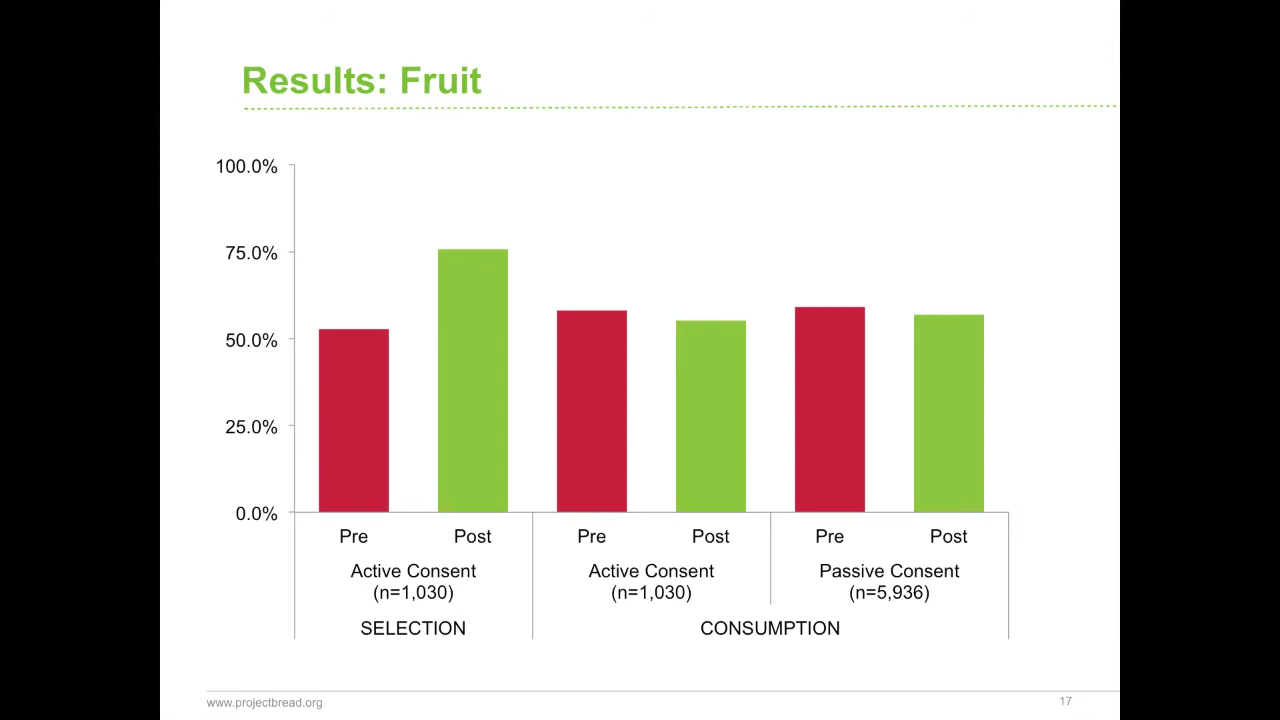 Results: Fruit
100.0%
75.0%
50.0%
25.0%
0.0%
Pre Post Pre Post Pre Post
Active Consent Active Consent Passive Consent
(n=1,030) (n=1,030) (n=5,936)
SELECTION CONSUMPTION
www.projectbread.org 17